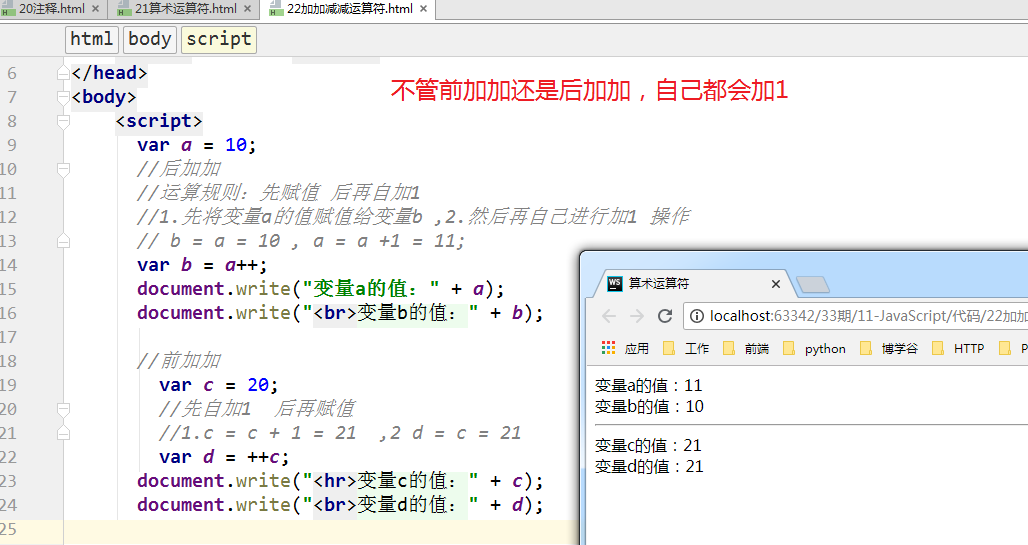 20注释.html × 21算术运算符.html × 22加加减减运算符.html ×
html body script
不管前加加还是后加加，自己都会加1
6 </head>
7 <body>
8 <script>
9 var a = 10;
10 //后加加
11 //运算规则：先赋值 后再自加1
12 //1.先将变量a的值赋值给变量b ,2.然后再自己进行加1 操作
13 // b = a = 10 , a = a +1 = 11;
14 var b = a++;
15 document.write("变量a的值：" + a);
16 document.write("<br>变量b的值：" + b);
17
18 //前加加
19 var c = 20;
20 //先自加1 后再赋值
21 //1.c = c + 1 = 21 ,2 d = c = 21
22 var d = ++c;
23 document.write("<hr>变量c的值：" + c);
24 document.write("<br>变量d的值：" + d);
25
WS 算术运算符 ×
localhost:63342/33期/11-JavaScript/代码/22加加
应用 工作 前端 python 博学谷 HTTP P
变量a的值：11
变量b的值：10
变量c的值：21
变量d的值：21